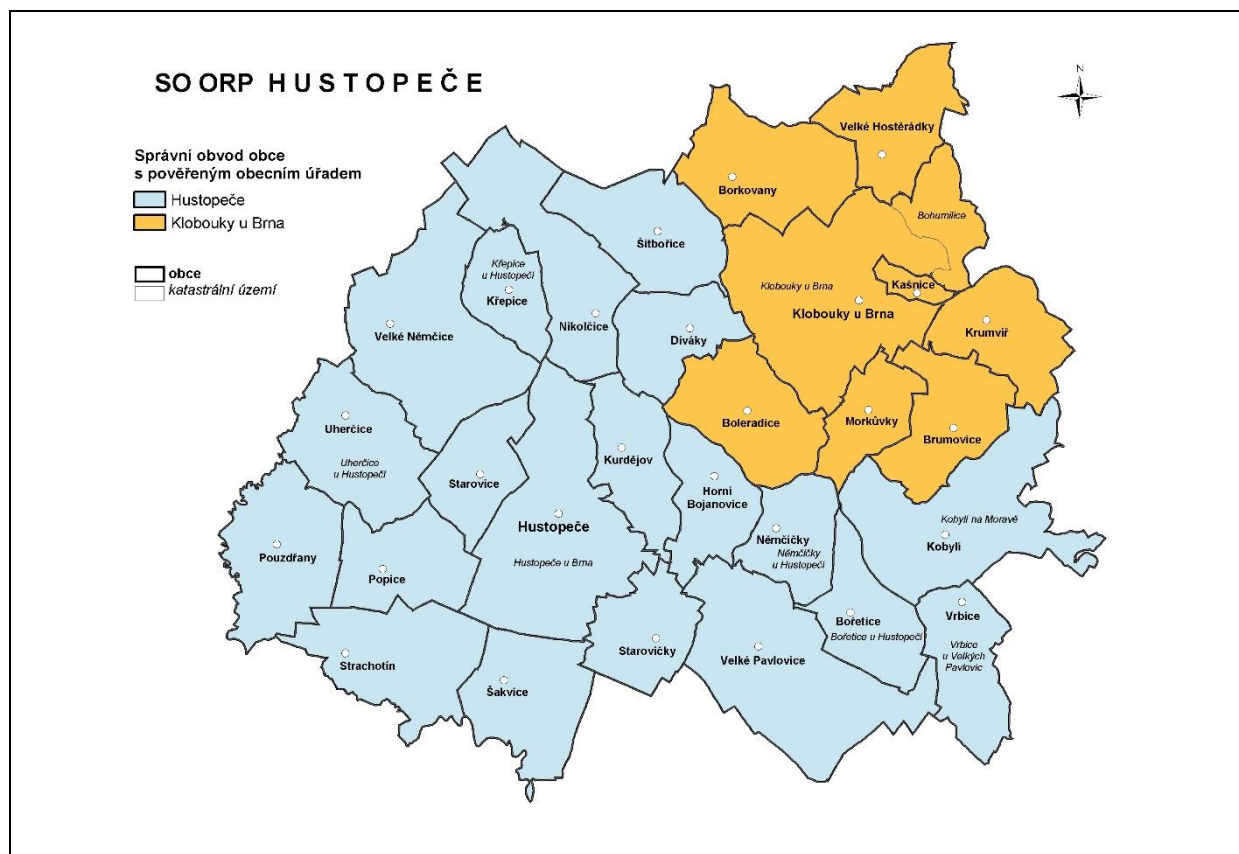 SO ORP H U S T O P E Č E
N
Správní obvod obce
s pověřeným obecním úřadem
Hustopeče
Klobouky u Brna
obce
katastrální území
Velké Hostěrádky
Borkovany
Bohumilice
Šitbořice
Křepice
u Hustopečí
Křepice
Klobouky u Brna
Kašnice
Klobouky u Brna
Krumvíř
Velké Němčice
Nikolčice
Diváky
Boleradice
Morkůvky
Brumovice
Uherčice
Uherčice
u Hustopečí
Starovice
Kurdějov
Horní
Bojanovice
Hustopeče
Hustopeče u Brna
Němčičky
Němčičky
u Hustopečí
Kobylí na Moravě
Kobylí
Pouzdřany
Popice
Bořetice
Bořetice u Hustopečí
Vrbice
Vrbice
u Velkých
Pavlovic
Strachotín
Šakvice
Starovičky
Velké Pavlovice